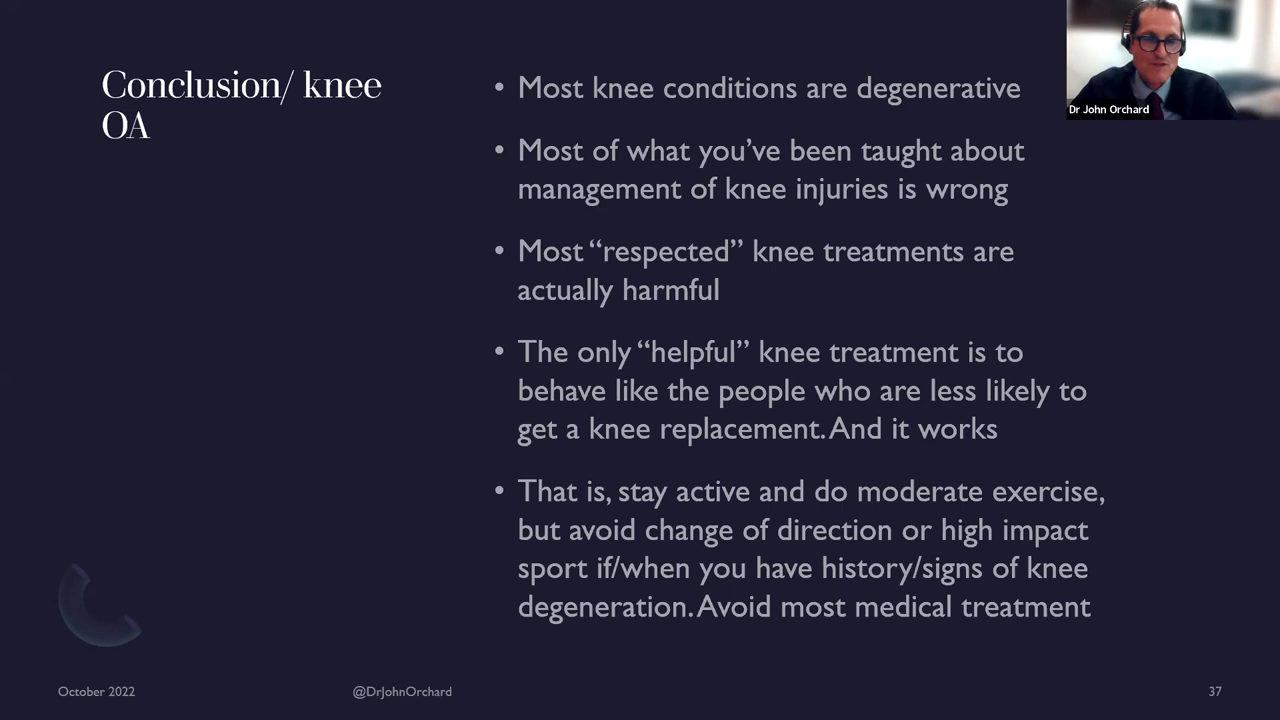 Conclusion/ knee
OA
• Most knee conditions are degenerative
• Most of what you’ve been taught about
management of knee injuries is wrong
• Most “respected” knee treatments are
actually harmful
• The only “helpful” knee treatment is to
behave like the people who are less likely to
get a knee replacement. And it works
• That is, stay active and do moderate exercise,
but avoid change of direction or high impact
sport if/when you have history/signs of knee
degeneration. Avoid most medical treatment
Dr John Orchard
October 2022
@DrJohnOrchard
37